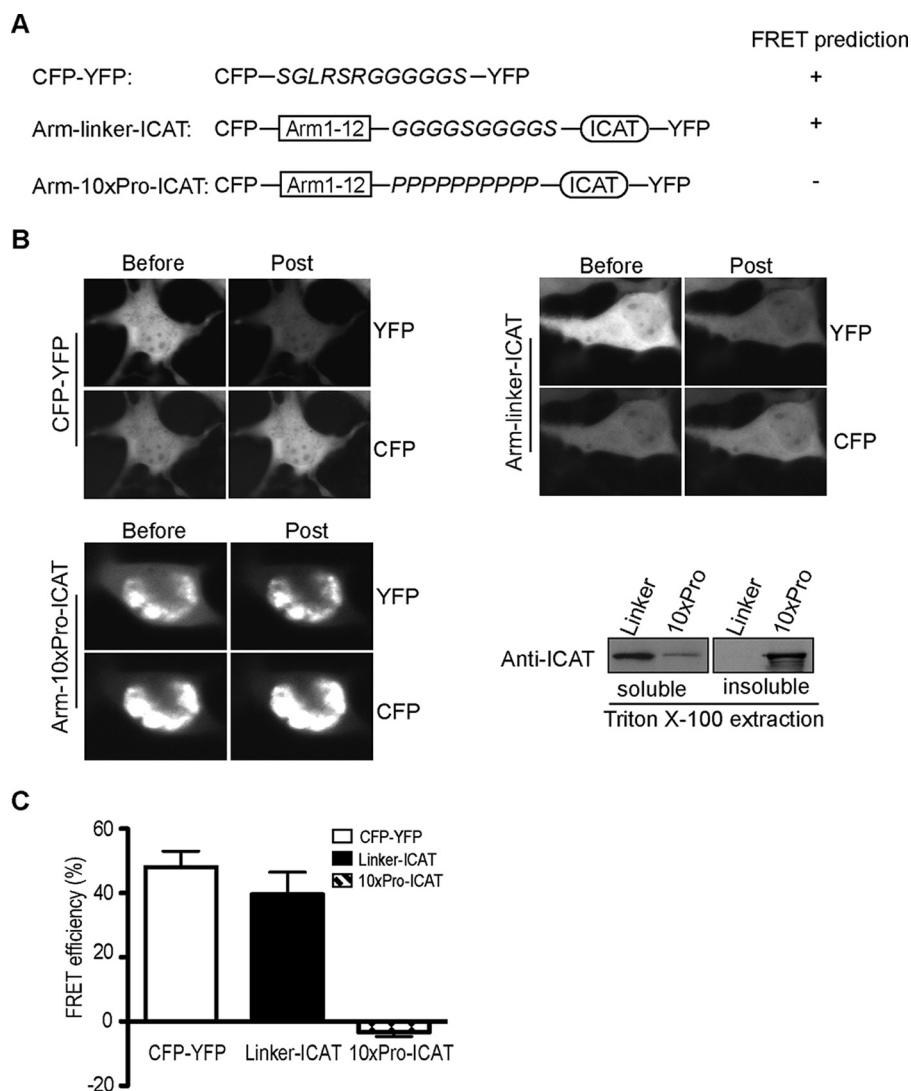 A
FRET prediction
CFP-YFP: CFP—SGLRSRGGGGGS—YFP +
Arm-linker-ICAT: CFP—Arm1-12—GGGGSGGGGS—ICAT—YFP +
Arm-10xPro-ICAT: CFP—Arm1-12—PPPPPPPPPP—ICAT—YFP -
B
Before Post
CFP-YFP
YFP
CFP
Before Post
Arm-linker-ICAT
YFP
CFP
Before Post
Arm-10xPro-ICAT
YFP
CFP
Linker 10xPro Linker 10xPro
Anti-ICAT
soluble insoluble
Triton X-100 extraction
C
FRET efficiency (%)
60
40
20
0
-20
CFP-YFP
Linker-ICAT
10xPro-ICAT
CFP-YFP Linker-ICAT 10xPro-ICAT